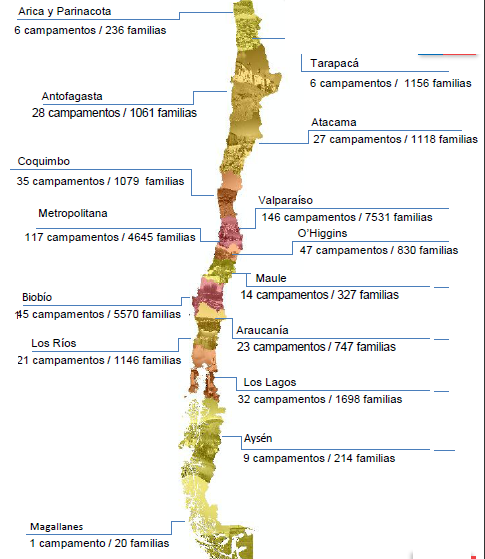 Arica y Parinacota
6 campamentos / 236 familias
Tarapacá
6 campamentos / 1156 familias
Antofagasta
28 campamentos / 1061 familias
Atacama
27 campamentos / 1118 familias
Coquimbo
35 campamentos / 1079 familias
Valparaíso
146 campamentos / 7531 familias
Metropolitana
117 campamentos / 4645 familias
O'Higgins
47 campamentos / 830 familias
Maule
14 campamentos / 327 familias
Biobío
campamentos / 5570 familias
Araucanía
23 campamentos / 747 familias
Los Ríos
21 campamentos / 1146 familias
Los Lagos
32 campamentos / 1698 familias
Aysén
9 campamentos / 214 familias
Magallanes
1 campamento / 20 familias